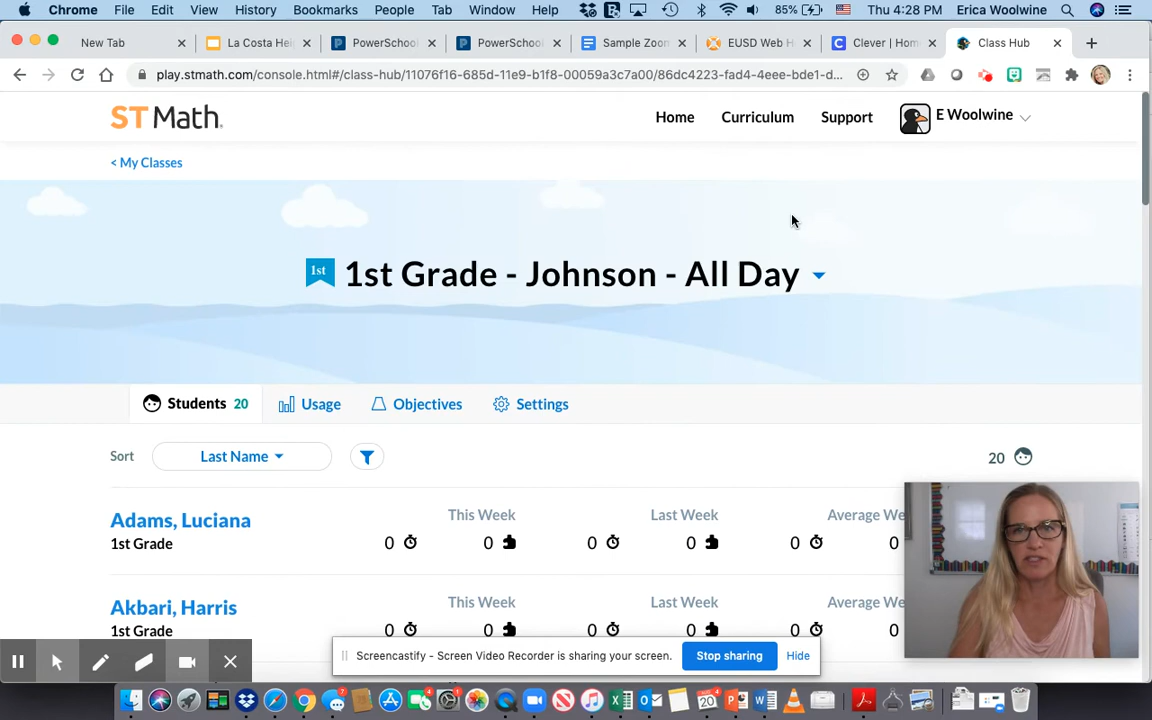 Chrome File Edit View History Bookmarks People Tab Window Help 85% Thu 4:28 PM Erica Woolwine
New Tab La Costa Hei PowerSchool PowerSchool Sample Zoom EUSD Web H Clever | Hom Class Hub
play.stmath.com/console.html#/class-hub/11076f16-685d-11e9-b1f8-00059a3c7a00/86dc4223-fad4-4eee-bde1-d...
ST Math. Home Curriculum Support E Woolwine
< My Classes
1st 1st Grade - Johnson - All Day
Students 20 Usage Objectives Settings
Sort Last Name 20
Adams, Luciana This Week Last Week Average We
1st Grade 0 0 0 0 0 0
Akbari, Harris This Week Last Week Average We
1st Grade 0 0 0 0 0 0
Screencastify - Screen Video Recorder is sharing your screen. Stop sharing Hide